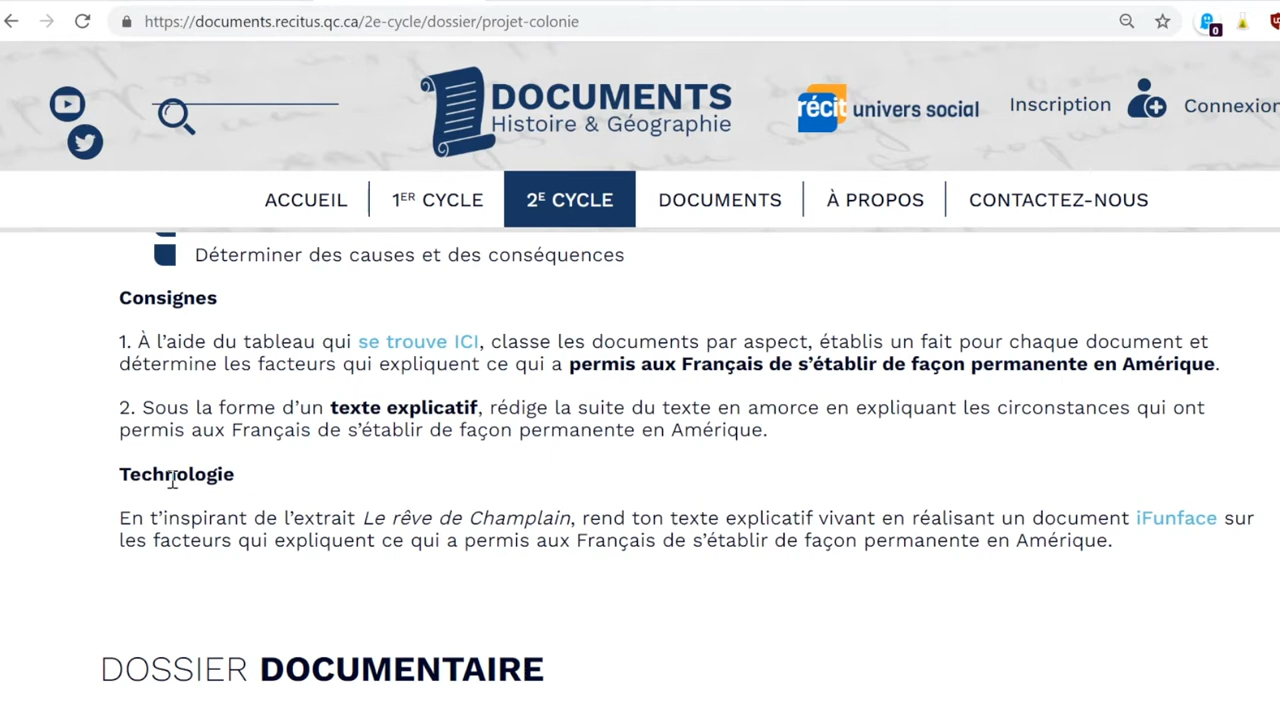 https://documents.recitus.qc.ca/2e-cycle/dossier/projet-colonie
0
DOCUMENTS
Histoire & Géographie
récit univers social
Inscription
Connexion
ACCUEIL
1ER CYCLE
2E CYCLE
DOCUMENTS
À PROPOS
CONTACTEZ-NOUS
Déterminer des causes et des conséquences
Consignes
1. À l’aide du tableau qui se trouve ICI, classe les documents par aspect, établis un fait pour chaque document et
détermine les facteurs qui expliquent ce qui a permis aux Français de s’établir de façon permanente en Amérique.
2. Sous la forme d’un texte explicatif, rédige la suite du texte en amorce en expliquant les circonstances qui ont
permis aux Français de s’établir de façon permanente en Amérique.
Technologie
En t’inspirant de l’extrait Le rêve de Champlain, rend ton texte explicatif vivant en réalisant un document iFunface sur
les facteurs qui expliquent ce qui a permis aux Français de s’établir de façon permanente en Amérique.
DOSSIER DOCUMENTAIRE